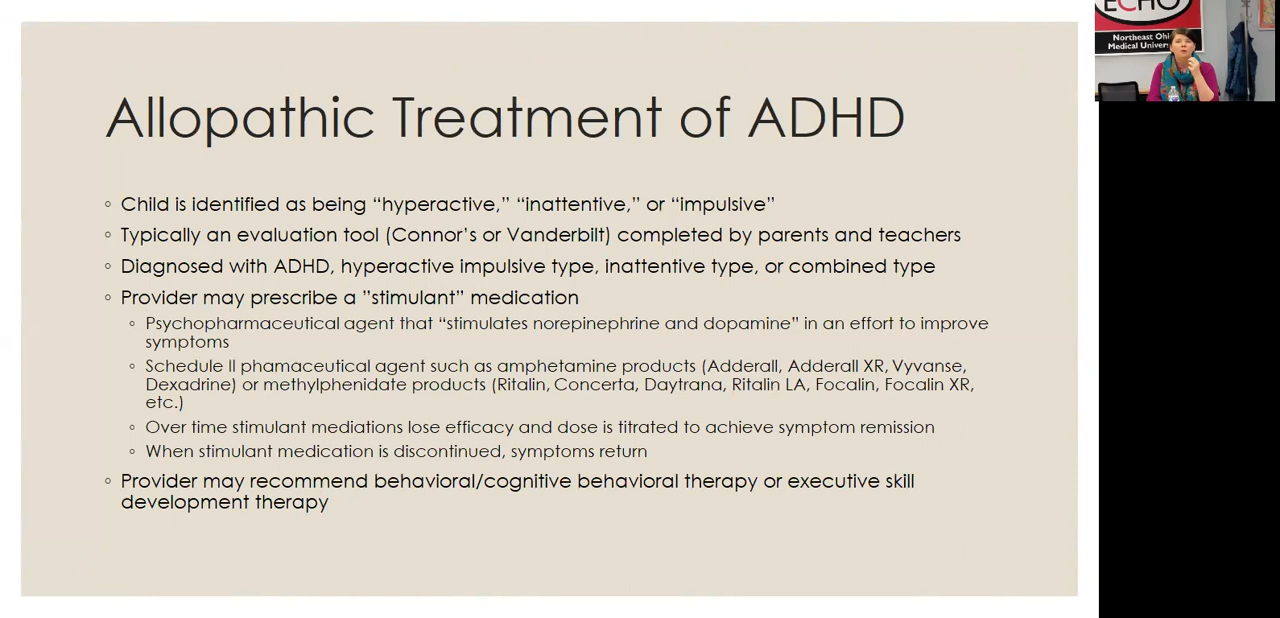 Allopathic Treatment of ADHD
◦ Child is identified as being “hyperactive,” “inattentive,” or “impulsive”
◦ Typically an evaluation tool (Connor’s or Vanderbilt) completed by parents and teachers
◦ Diagnosed with ADHD, hyperactive impulsive type, inattentive type, or combined type
◦ Provider may prescribe a ”stimulant” medication
◦ Psychopharmaceutical agent that “stimulates norepinephrine and dopamine” in an effort to improve
symptoms
◦ Schedule II phamaceutical agent such as amphetamine products (Adderall, Adderall XR, Vyvanse,
Dexadrine) or methylphenidate products (Ritalin, Concerta, Daytrana, Ritalin LA, Focalin, Focalin XR,
etc.)
◦ Over time stimulant mediations lose efficacy and dose is titrated to achieve symptom remission
◦ When stimulant medication is discontinued, symptoms return
◦ Provider may recommend behavioral/cognitive behavioral therapy or executive skill
development therapy
ECHO
Northeast Ohi
Medical Univer